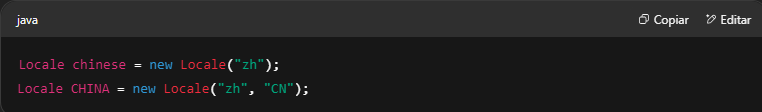 java
Copiar
Editar
Locale chinese = new Locale("zh");
Locale CHINA = new Locale("zh", "CN");